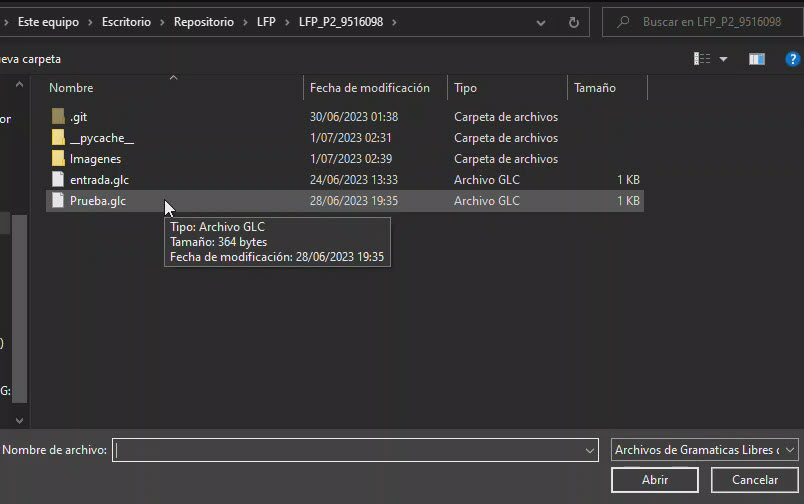 Este equipo > Escritorio > Repositorio > LFP > LFP_P2_9516098 >
Buscar en LFP_P2_9516098
eva carpeta
Nombre
Fecha de modificación
Tipo
Tamaño
or
.git 30/06/2023 01:38 Carpeta de archivos
__pycache__ 1/07/2023 02:31 Carpeta de archivos
Imagenes 1/07/2023 02:39 Carpeta de archivos
entrada.glc 24/06/2023 13:33 Archivo GLC 1 KB
Prueba.glc 28/06/2023 19:35 Archivo GLC 1 KB
Tipo: Archivo GLC
Tamaño: 364 bytes
Fecha de modificación: 28/06/2023 19:35
)
G:
Nombre de archivo:
Archivos de Gramaticas Libres
Abrir
Cancelar